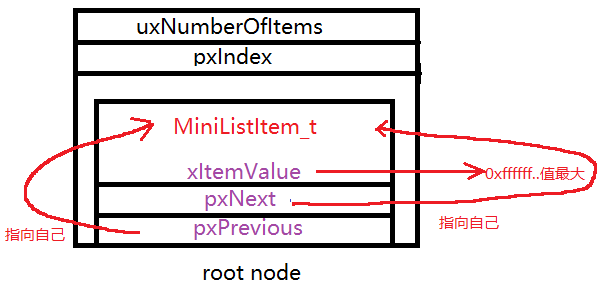 uxNumberOfItems
pxIndex
MiniListItem_t
xItemValue
0xffffff..值最大
pxNext
指向自己
pxPrevious
指向自己
root node